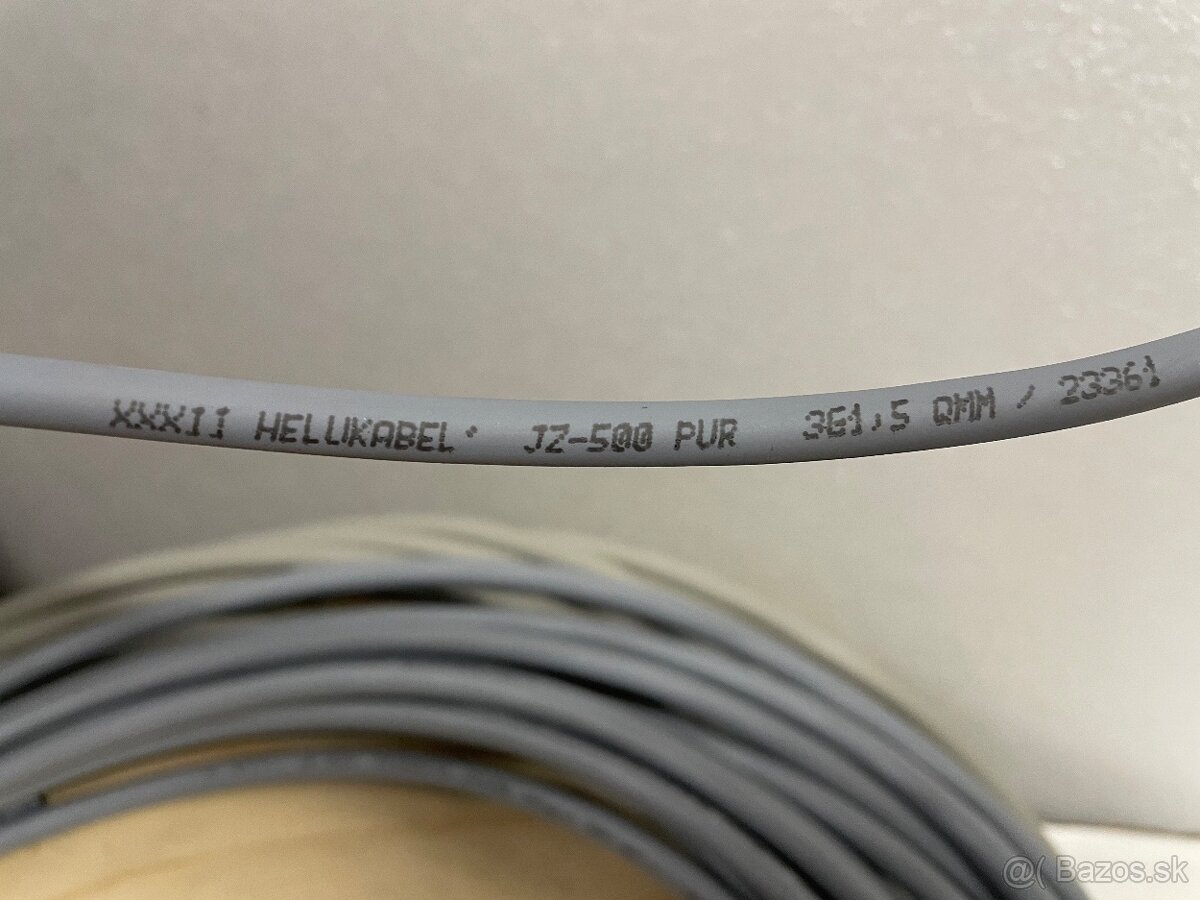 XXXII HELUKABEL® JZ-500 PUR 3G1,5 QMM / 23361
@( Bazos.sk